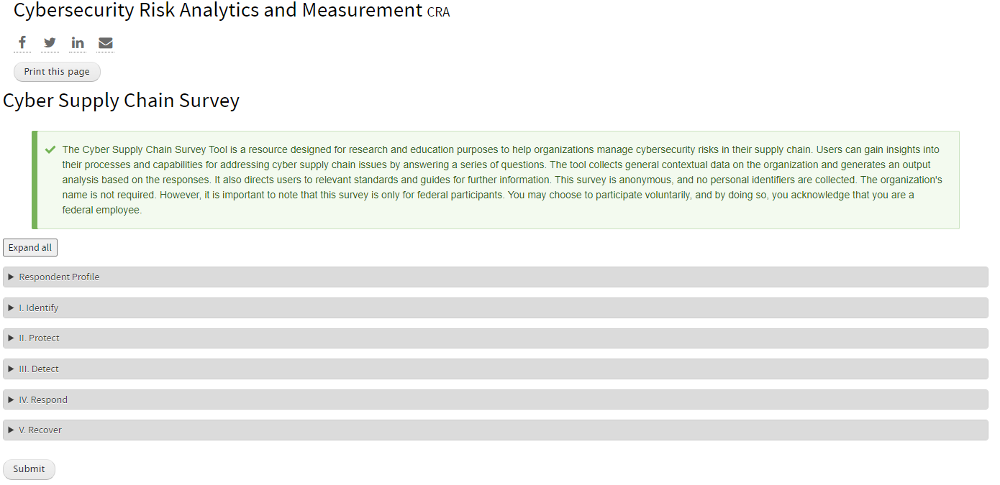 Cybersecurity Risk Analytics and Measurement CRA
Print this page
Cyber Supply Chain Survey
The Cyber Supply Chain Survey Tool is a resource designed for research and education purposes to help organizations manage cybersecurity risks in their supply chain. Users can gain insights into
their processes and capabilities for addressing cyber supply chain issues by answering a series of questions. The tool collects general contextual data on the organization and generates an output
analysis based on the responses. It also directs users to relevant standards and guides for further information. This survey is anonymous, and no personal identifiers are collected. The organization's
name is not required. However, it is important to note that this survey is only for federal participants. You may choose to participate voluntarily, and by doing so, you acknowledge that you are a
federal employee.
Expand all
Respondent Profile
I. Identify
II. Protect
III. Detect
IV. Respond
V. Recover
Submit